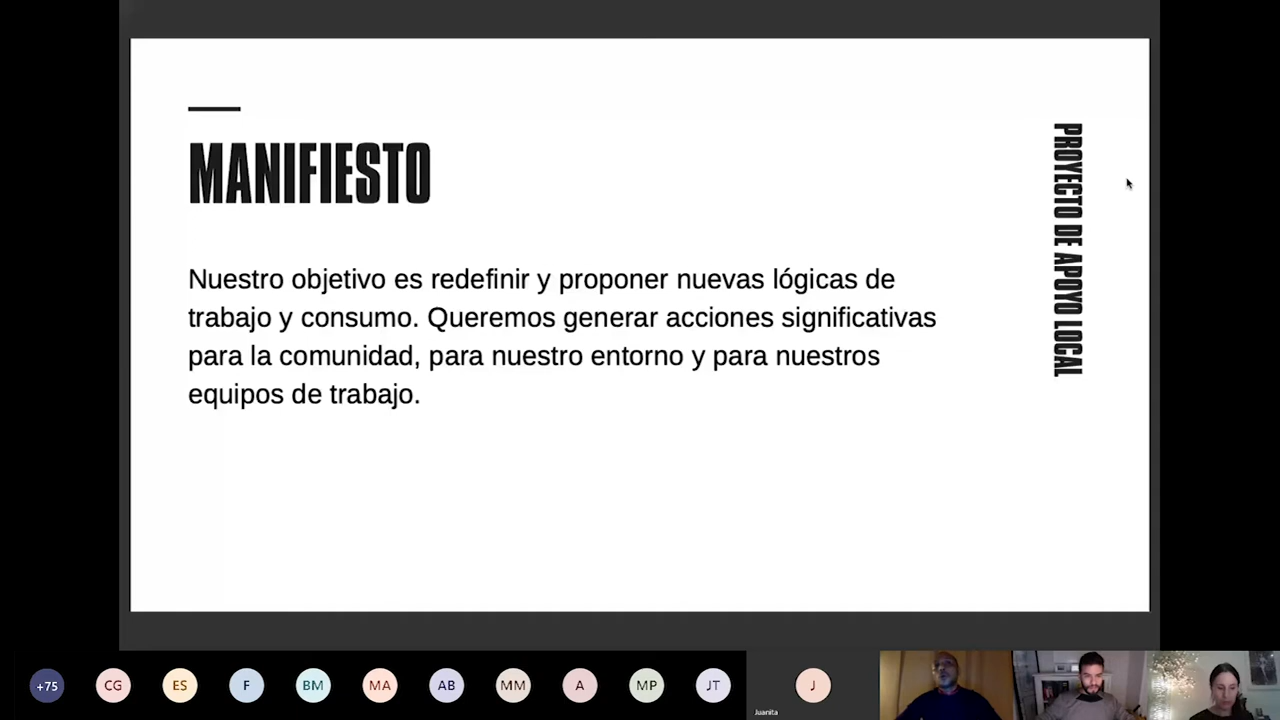 MANIFIESTO
PROYECTO DE APOYO LOCAL
Nuestro objetivo es redefinir y proponer nuevas lógicas de
trabajo y consumo. Queremos generar acciones significativas
para la comunidad, para nuestro entorno y para nuestros
equipos de trabajo.
+75
CG
ES
F
BM
MA
AB
MM
A
MP
JT
J
Juanita